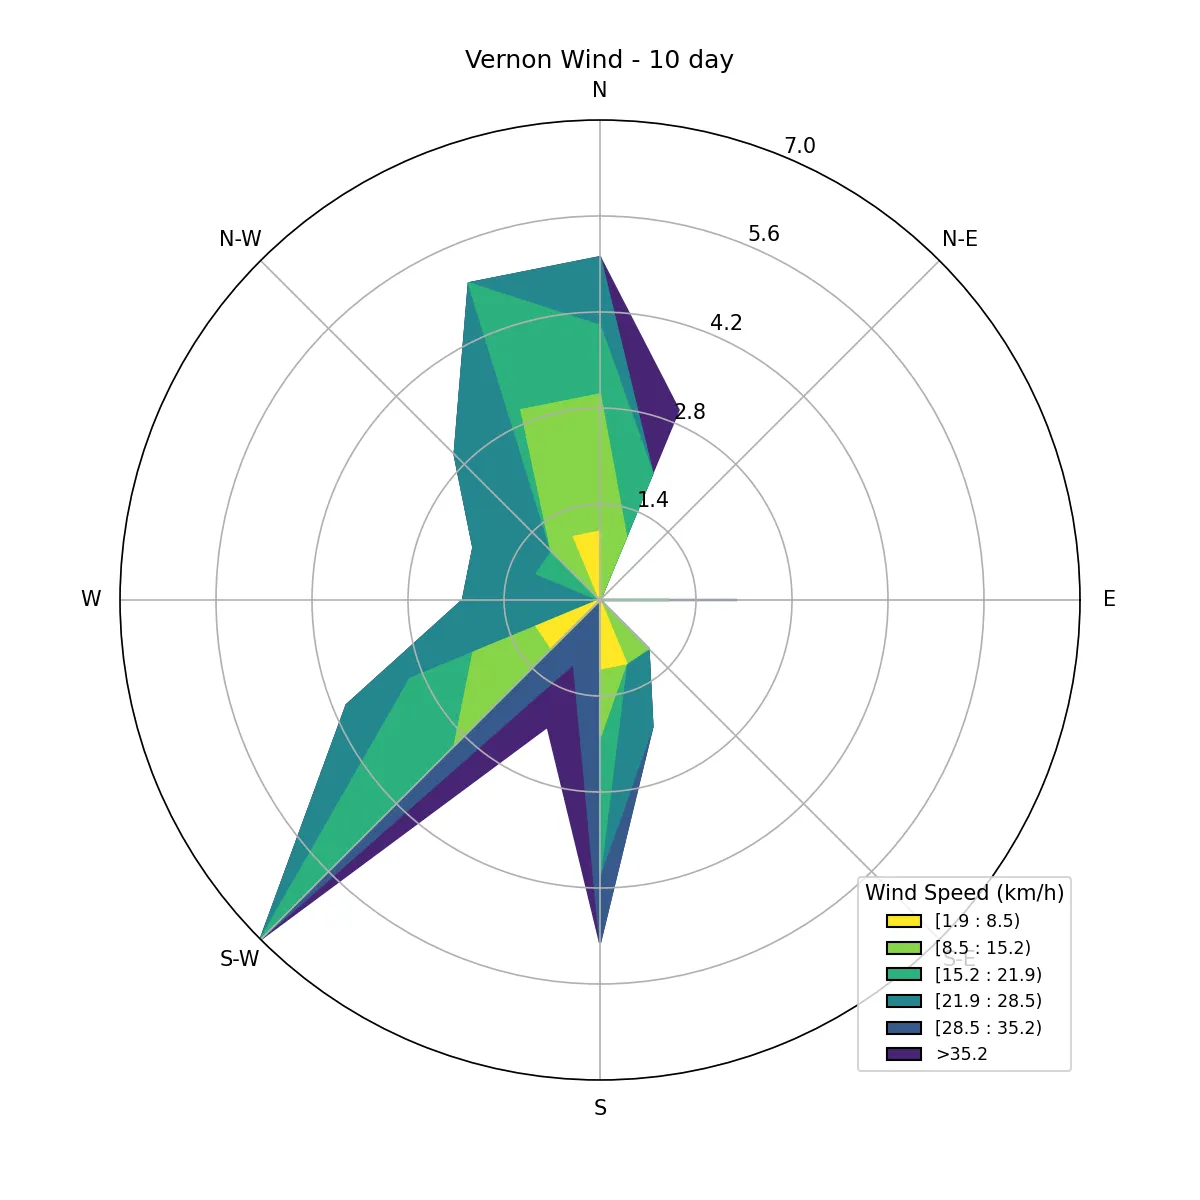 Vernon Wind - 10 day
N
7.0
N-W
5.6
N-E
4.2
2.8
1.4
W
E
S-W
S-E
S
Wind Speed (km/h)
[1.9 : 8.5)
[8.5 : 15.2)
[15.2 : 21.9)
[21.9 : 28.5)
[28.5 : 35.2)
>35.2